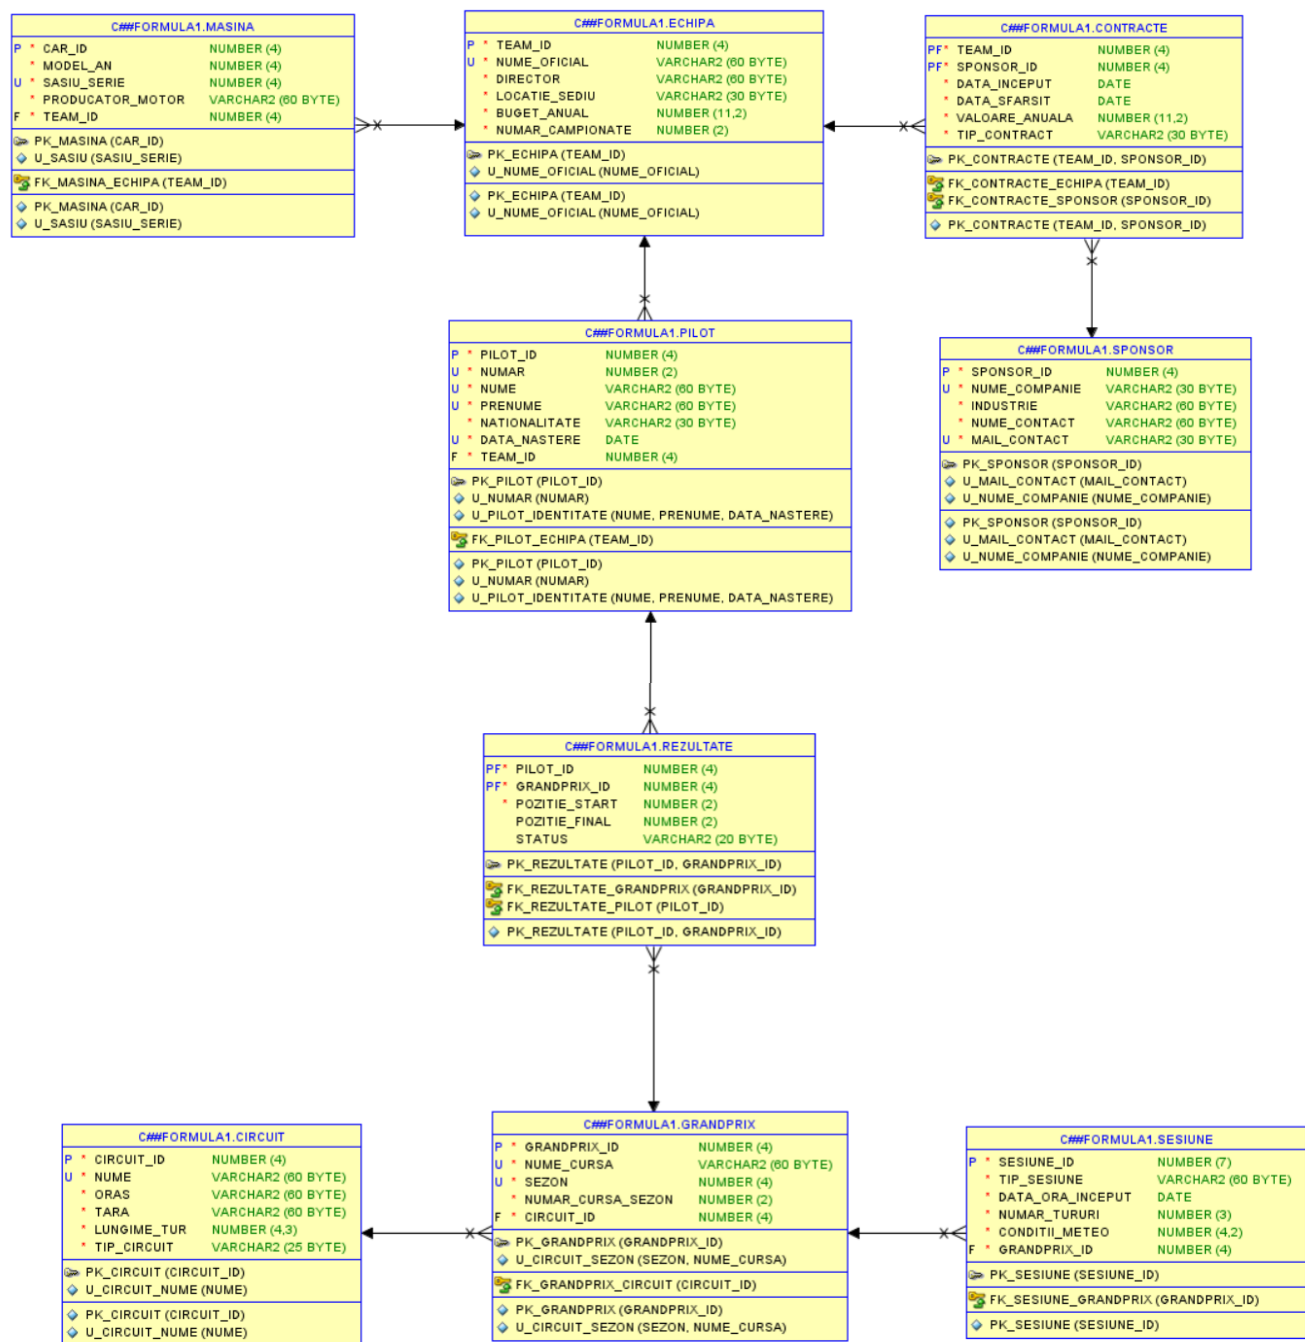 C##FORMULA1.MASINA
P * CAR_ID NUMBER (4)
* MODEL_AN NUMBER (4)
U * SASIU_SERIE NUMBER (4)
* PRODUCATOR_MOTOR VARCHAR2 (60 BYTE)
F * TEAM_ID NUMBER (4)
PK_MASINA (CAR_ID)
U_SASIU (SASIU_SERIE)
FK_MASINA_ECHIPA (TEAM_ID)
PK_MASINA (CAR_ID)
U_SASIU (SASIU_SERIE)
C##FORMULA1.ECHIPA
P * TEAM_ID NUMBER (4)
U * NUME_OFICIAL VARCHAR2 (60 BYTE)
* DIRECTOR VARCHAR2 (60 BYTE)
* LOCATIE_SEDIU VARCHAR2 (30 BYTE)
* BUGET_ANUAL NUMBER (11,2)
* NUMAR_CAMPIONATE NUMBER (2)
PK_ECHIPA (TEAM_ID)
U_NUME_OFICIAL (NUME_OFICIAL)
PK_ECHIPA (TEAM_ID)
U_NUME_OFICIAL (NUME_OFICIAL)
C##FORMULA1.CONTRACTE
PF* TEAM_ID NUMBER (4)
PF* SPONSOR_ID NUMBER (4)
* DATA_INCEPUT DATE
* DATA_SFARSIT DATE
* VALOARE_ANUALA NUMBER (11,2)
* TIP_CONTRACT VARCHAR2 (30 BYTE)
PK_CONTRACTE (TEAM_ID, SPONSOR_ID)
FK_CONTRACTE_ECHIPA (TEAM_ID)
FK_CONTRACTE_SPONSOR (SPONSOR_ID)
PK_CONTRACTE (TEAM_ID, SPONSOR_ID)
C##FORMULA1.PILOT
P * PILOT_ID NUMBER (4)
U * NUMAR NUMBER (2)
U * NUME VARCHAR2 (60 BYTE)
U * PRENUME VARCHAR2 (60 BYTE)
* NATIONALITATE VARCHAR2 (30 BYTE)
U * DATA_NASTERE DATE
F * TEAM_ID NUMBER (4)
PK_PILOT (PILOT_ID)
U_NUMAR (NUMAR)
U_PILOT_IDENTITATE (NUME, PRENUME, DATA_NASTERE)
FK_PILOT_ECHIPA (TEAM_ID)
PK_PILOT (PILOT_ID)
U_NUMAR (NUMAR)
U_PILOT_IDENTITATE (NUME, PRENUME, DATA_NASTERE)
C##FORMULA1.SPONSOR
P * SPONSOR_ID NUMBER (4)
U * NUME_COMPANIE VARCHAR2 (30 BYTE)
* INDUSTRIE VARCHAR2 (60 BYTE)
* NUME_CONTACT VARCHAR2 (60 BYTE)
U * MAIL_CONTACT VARCHAR2 (30 BYTE)
PK_SPONSOR (SPONSOR_ID)
U_MAIL_CONTACT (MAIL_CONTACT)
U_NUME_COMPANIE (NUME_COMPANIE)
PK_SPONSOR (SPONSOR_ID)
U_MAIL_CONTACT (MAIL_CONTACT)
U_NUME_COMPANIE (NUME_COMPANIE)
C##FORMULA1.REZULTATE
PF* PILOT_ID NUMBER (4)
PF* GRANDPRIX_ID NUMBER (4)
* POZITIE_START NUMBER (2)
POZITIE_FINAL NUMBER (2)
STATUS VARCHAR2 (20 BYTE)
PK_REZULTATE (PILOT_ID, GRANDPRIX_ID)
FK_REZULTATE_GRANDPRIX (GRANDPRIX_ID)
FK_REZULTATE_PILOT (PILOT_ID)
PK_REZULTATE (PILOT_ID, GRANDPRIX_ID)
C##FORMULA1.CIRCUIT
P * CIRCUIT_ID NUMBER (4)
U * NUME VARCHAR2 (60 BYTE)
* ORAS VARCHAR2 (60 BYTE)
* TARA VARCHAR2 (60 BYTE)
* LUNGIME_TUR NUMBER (4,3)
* TIP_CIRCUIT VARCHAR2 (25 BYTE)
PK_CIRCUIT (CIRCUIT_ID)
U_CIRCUIT_NUME (NUME)
PK_CIRCUIT (CIRCUIT_ID)
U_CIRCUIT_NUME (NUME)
C##FORMULA1.GRANDPRIX
P * GRANDPRIX_ID NUMBER (4)
U * NUME_CURSA VARCHAR2 (60 BYTE)
U * SEZON NUMBER (4)
* NUMAR_CURSA_SEZON NUMBER (2)
F * CIRCUIT_ID NUMBER (4)
PK_GRANDPRIX (GRANDPRIX_ID)
U_CIRCUIT_SEZON (SEZON, NUME_CURSA)
FK_GRANDPRIX_CIRCUIT (CIRCUIT_ID)
PK_GRANDPRIX (GRANDPRIX_ID)
U_CIRCUIT_SEZON (SEZON, NUME_CURSA)
C##FORMULA1.SESIUNE
P * SESIUNE_ID NUMBER (7)
* TIP_SESIUNE VARCHAR2 (60 BYTE)
* DATA_ORA_INCEPUT DATE
* NUMAR_TURURI NUMBER (3)
* CONDITII_METEO NUMBER (4,2)
F * GRANDPRIX_ID NUMBER (4)
PK_SESIUNE (SESIUNE_ID)
FK_SESIUNE_GRANDPRIX (GRANDPRIX_ID)
PK_SESIUNE (SESIUNE_ID)